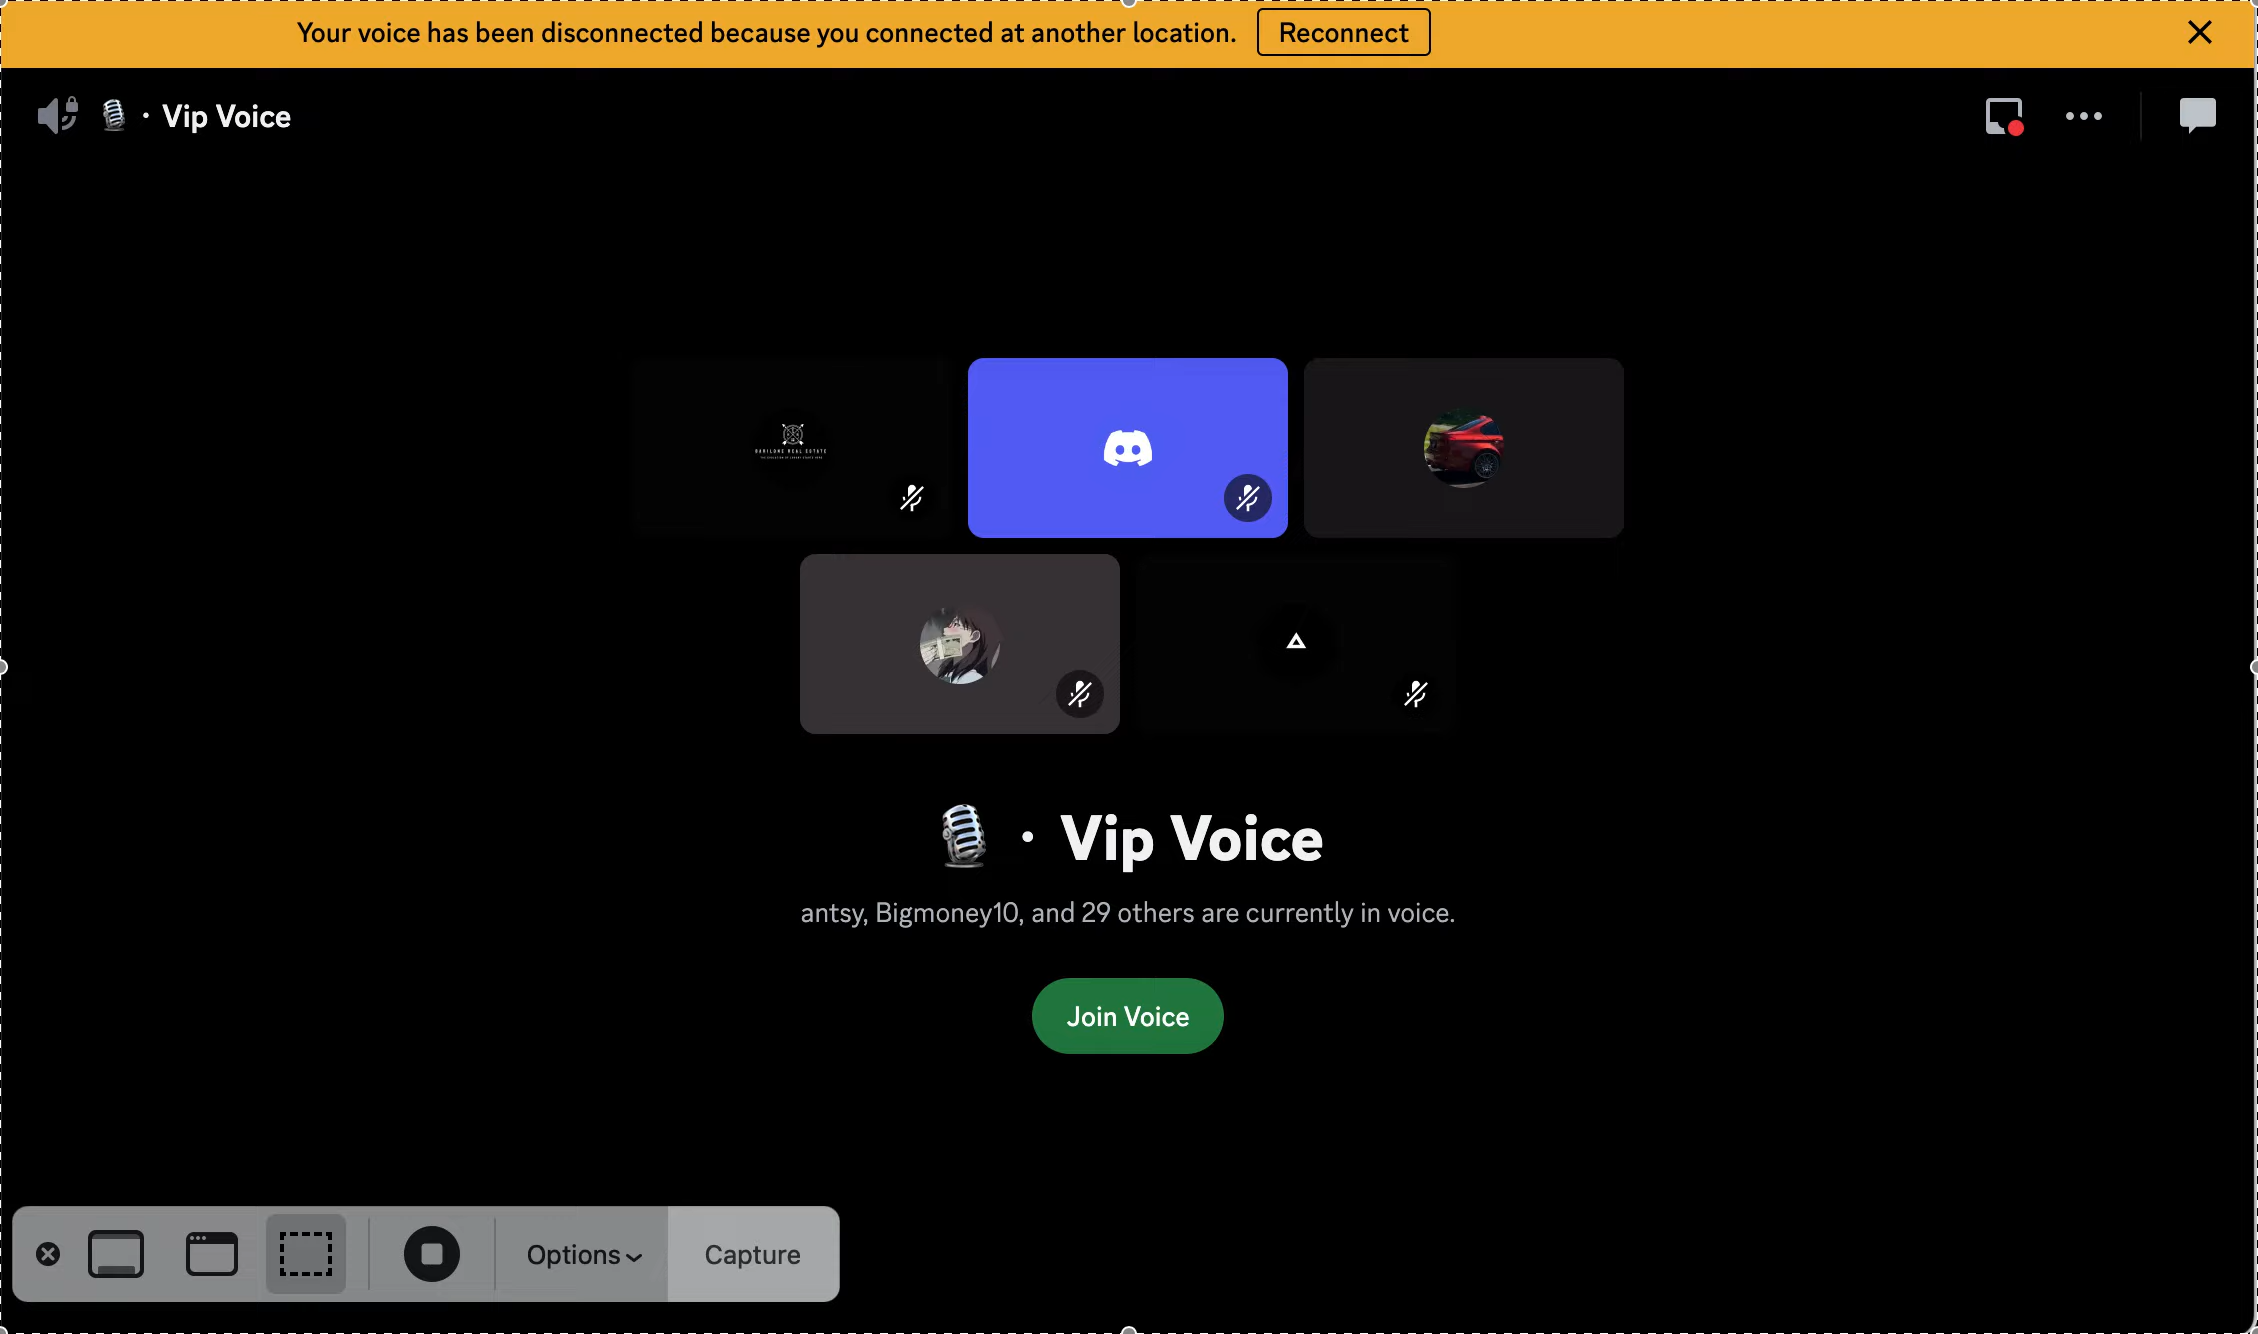 Your voice has been disconnected because you connected at another location. Reconnect
· Vip Voice
· Vip Voice
antsy, Bigmoney10, and 29 others are currently in voice.
Join Voice
Options
Capture